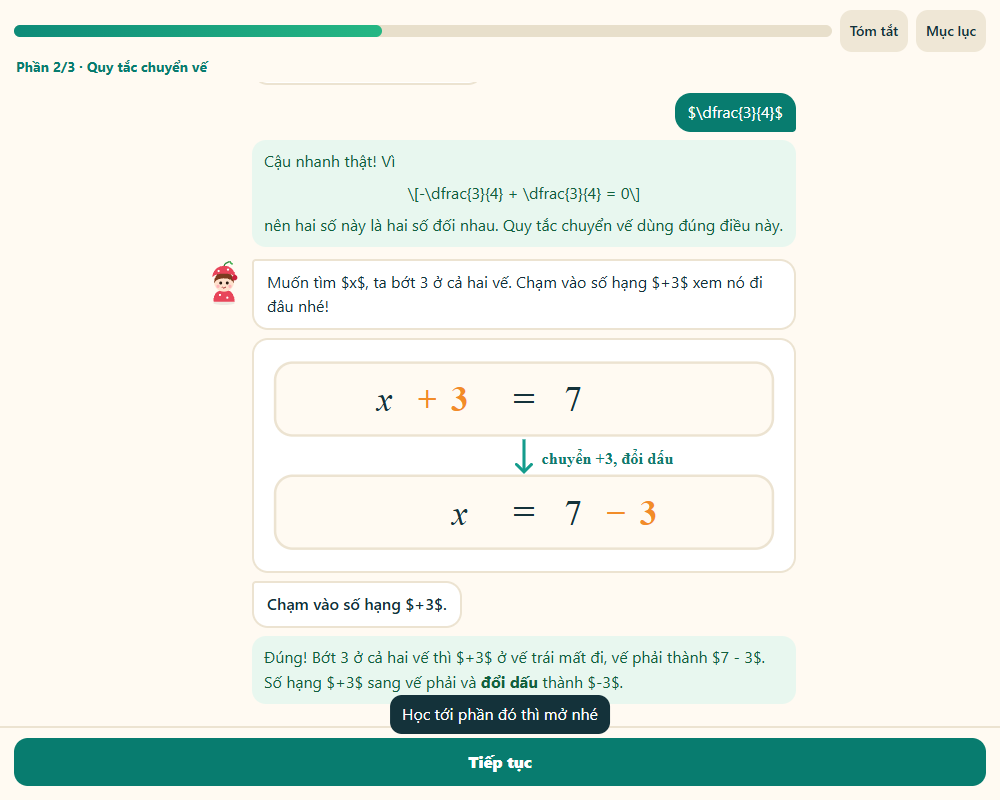 Tóm tắt
Mục lục
Phần 2/3 · Quy tắc chuyển vế
$\dfrac{3}{4}$
Cậu nhanh thật! Vì
\[-\dfrac{3}{4} + \dfrac{3}{4} = 0\]
nên hai số này là hai số đối nhau. Quy tắc chuyển vế dùng đúng điều này.
Muốn tìm $x$, ta bớt 3 ở cả hai vế. Chạm vào số hạng $+3$ xem nó đi
đâu nhé!
x + 3 = 7
chuyển +3, đổi dấu
x = 7 − 3
Chạm vào số hạng $+3$.
Đúng! Bớt 3 ở cả hai vế thì $+3$ ở vế trái mất đi, vế phải thành $7 - 3$.
Số hạng $+3$ sang vế phải và đổi dấu thành $-3$.
Học tới phần đó thì mở nhé
Tiếp tục